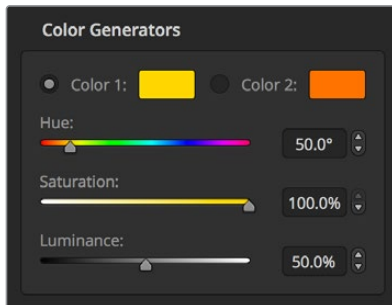 Color Generators
Color 1: Color 2:
Hue:
50.0°
Saturation:
100.0%
Luminance:
50.0%